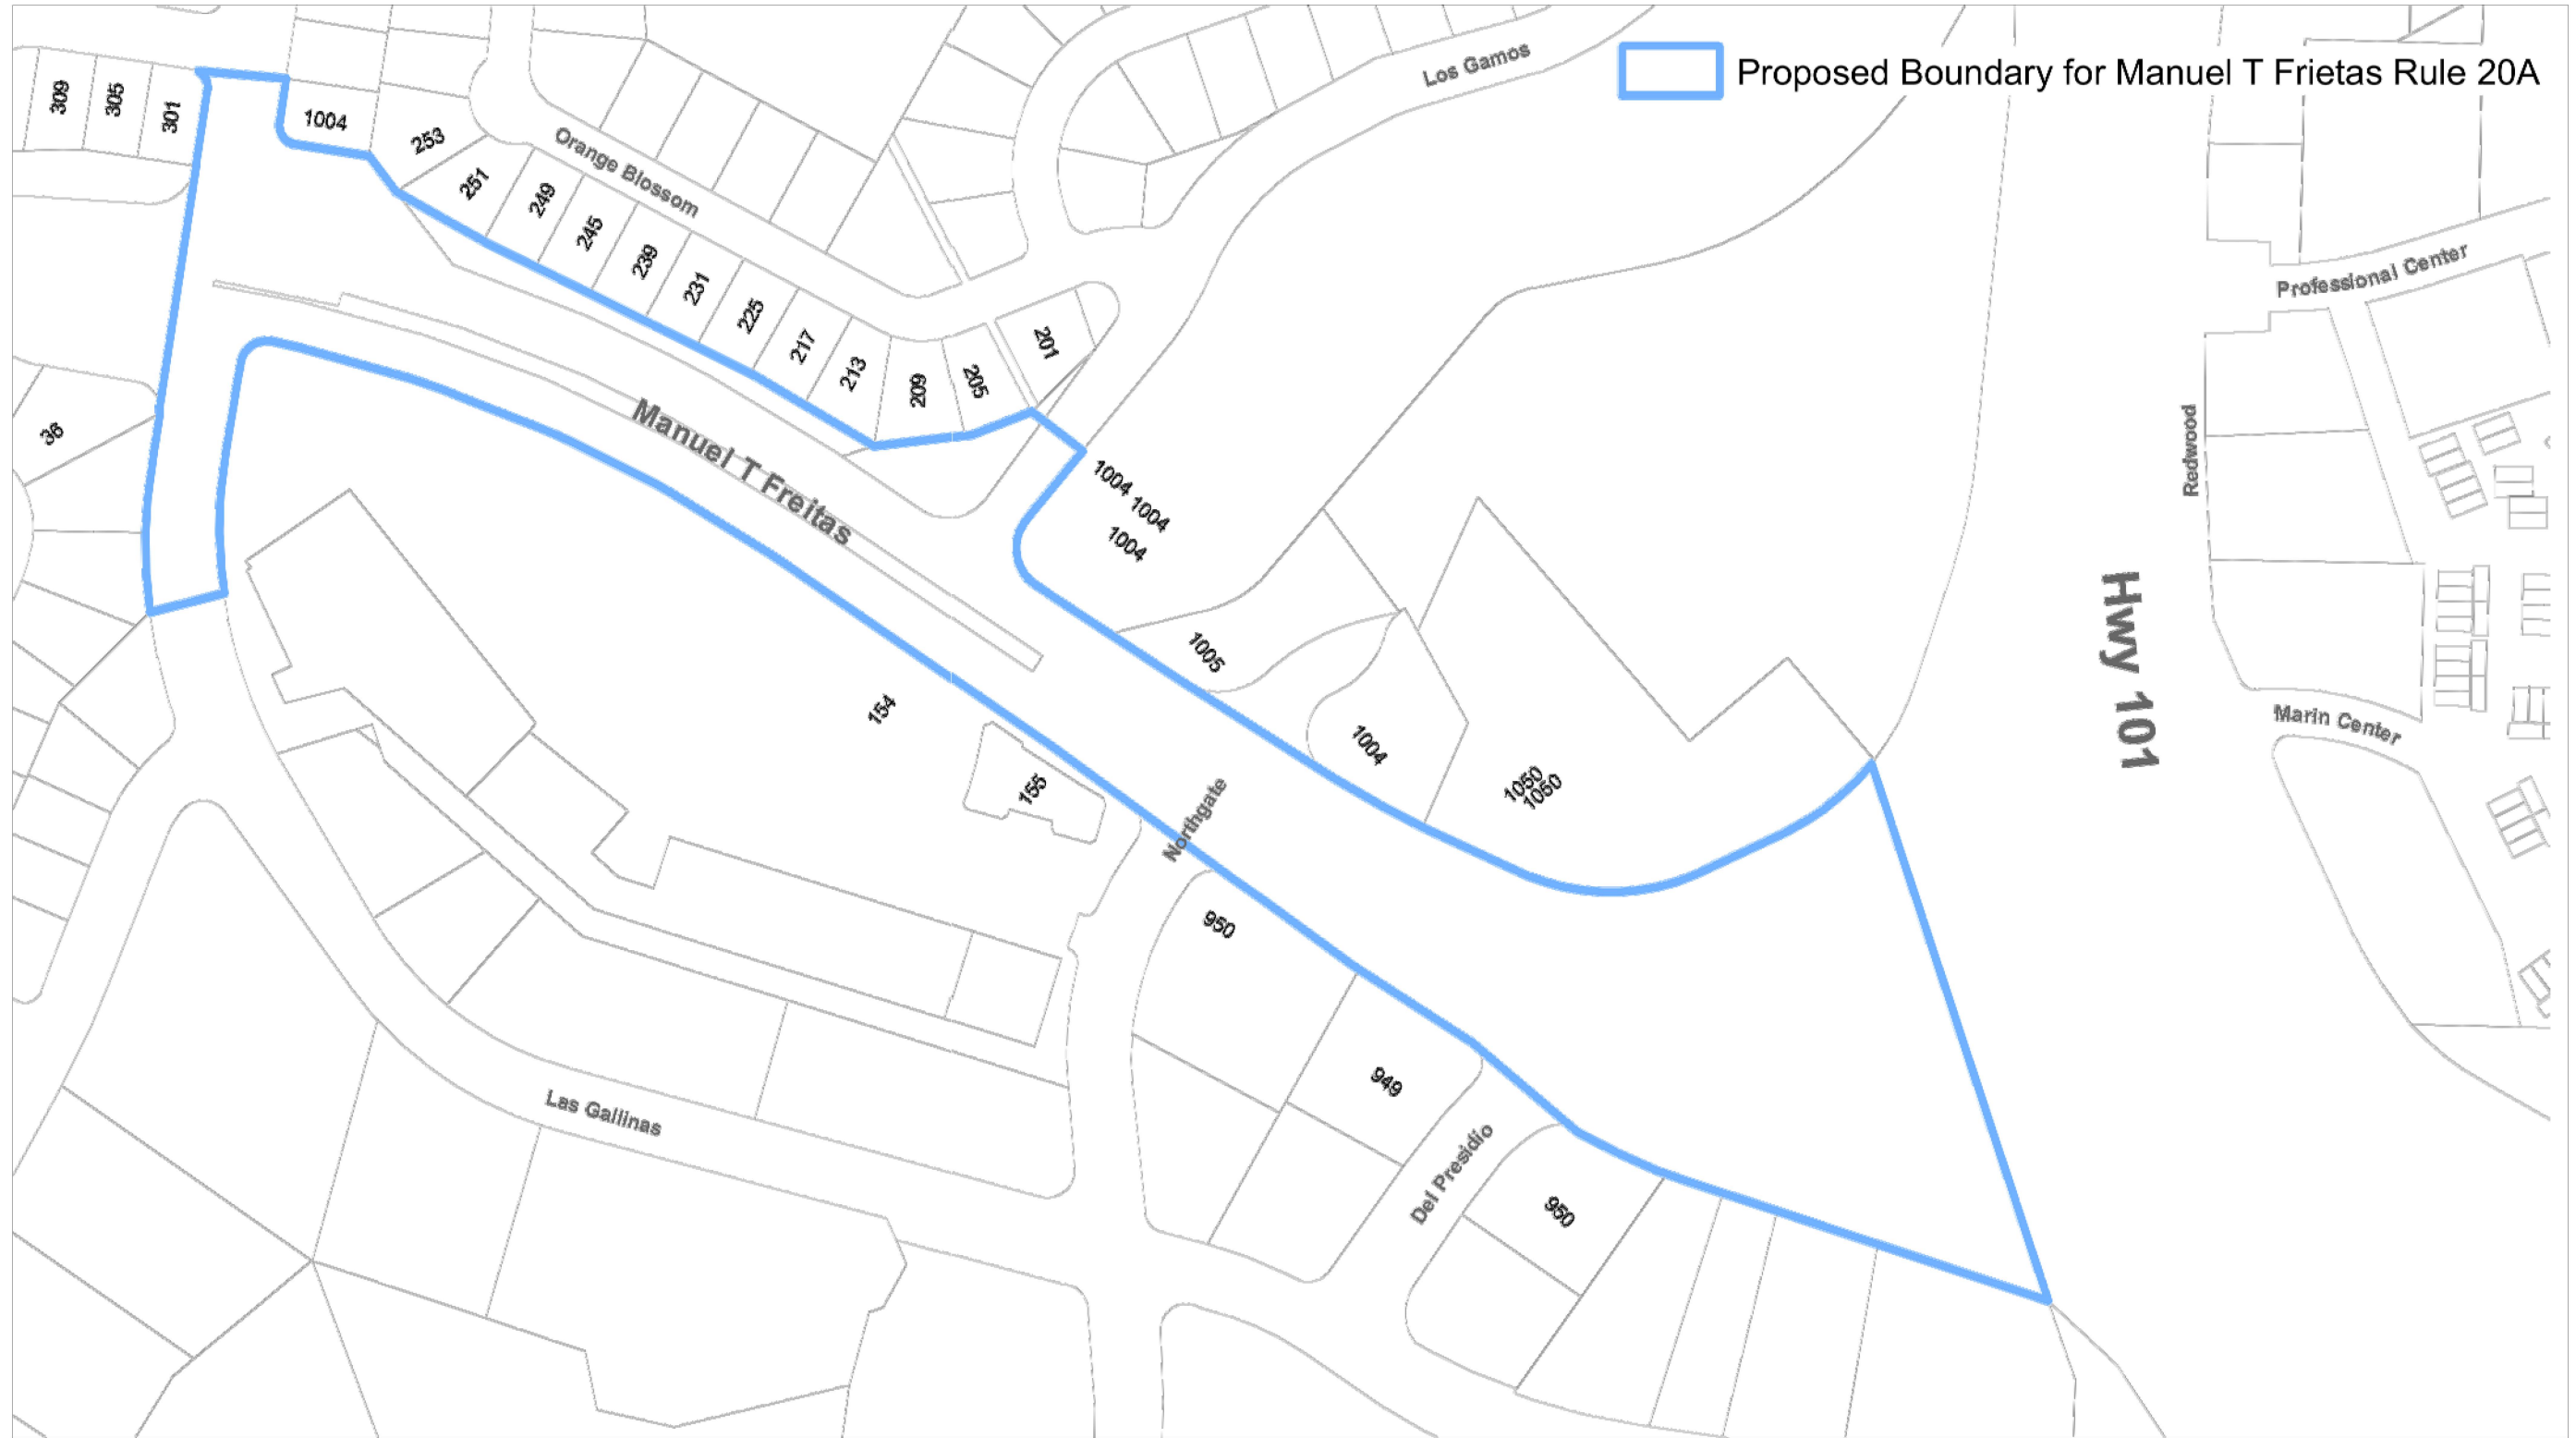 Proposed Boundary for Manuel T Frietas Rule 20A
Los Gamos
309
305
301
1004
253
251
249
245
239
231
225
217
213
209
205
201
Orange Blossom
Professional Center
Redwood
36
Manuel T Freitas
1004
1004
1004
1005
1004
1050
1050
Hwy 101
Marin Center
154
155
Northgate
950
949
Las Gallinas
Del Presidio
950